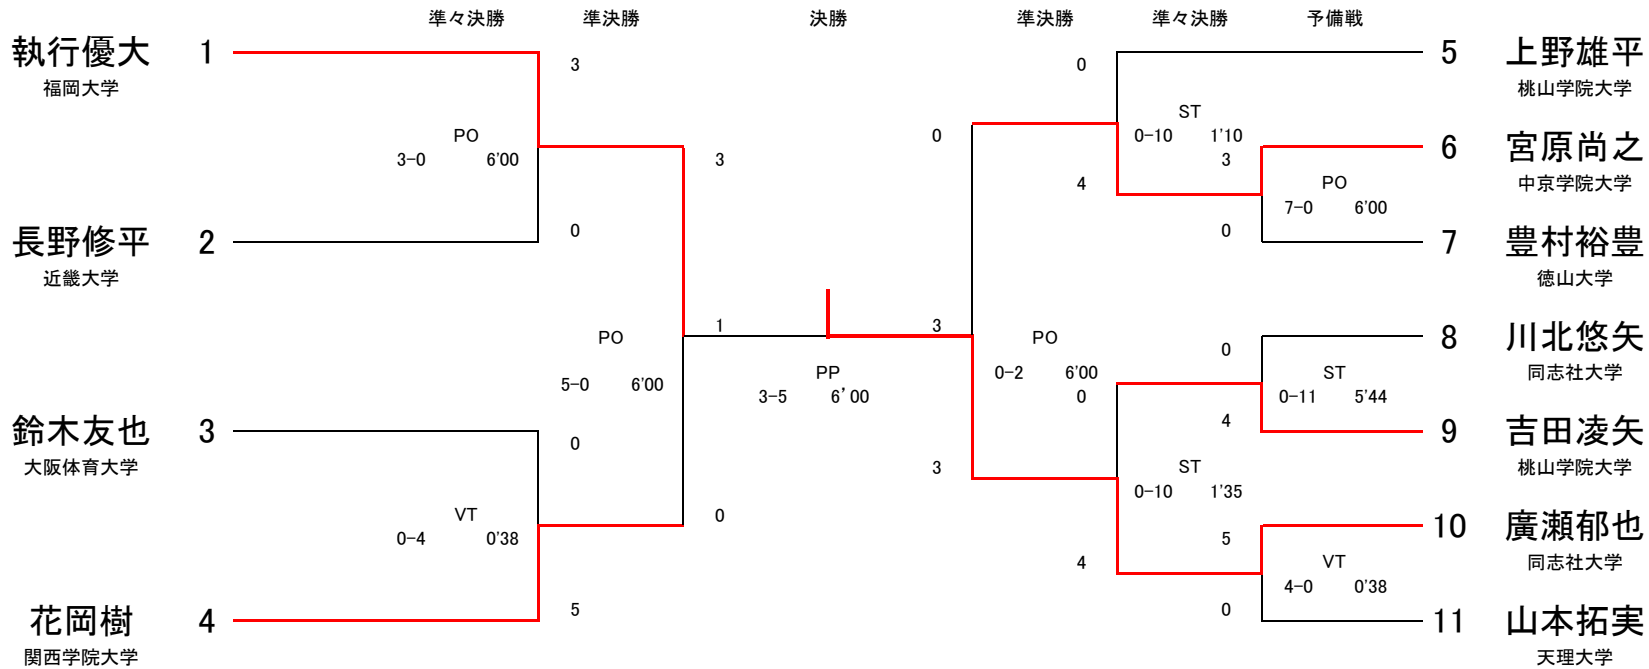 準々決勝 準決勝 決勝 準決勝 準々決勝 予備戦
執行優大 1
福岡大学
3
PO
3-0 6'00
3
長野修平 2
近畿大学
0
PO
5-0 6'00
1
鈴木友也 3
大阪体育大学
0
VT
0-4 0'38
0
花岡樹 4
関西学院大学
5
PP
3-5 6'00
3
0
5 上野雄平
桃山学院大学
0
ST
0-10 1'10
3
6 宮原尚之
中京学院大学
4
PO
7-0 6'00
0
7 豊村裕豊
徳山大学
PO
0-2 6'00
0
8 川北悠矢
同志社大学
0
ST
0-11 5'44
4
9 吉田凌矢
桃山学院大学
3
ST
0-10 1'35
5
10 廣瀬郁也
同志社大学
4
VT
4-0 0'38
0
11 山本拓実
天理大学